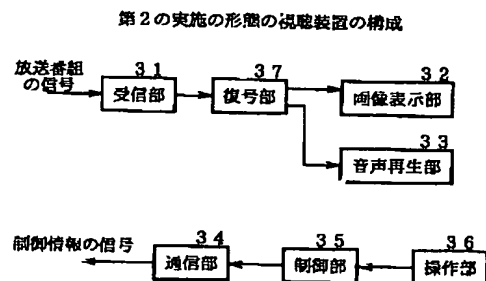 第２の実施の形態の視聴装置の構成
放送番組
の信号
３１
受信部
３７
復号部
３２
画像表示部
３３
音声再生部
制御情報の信号
３４
通信部
３５
制御部
３６
操作部